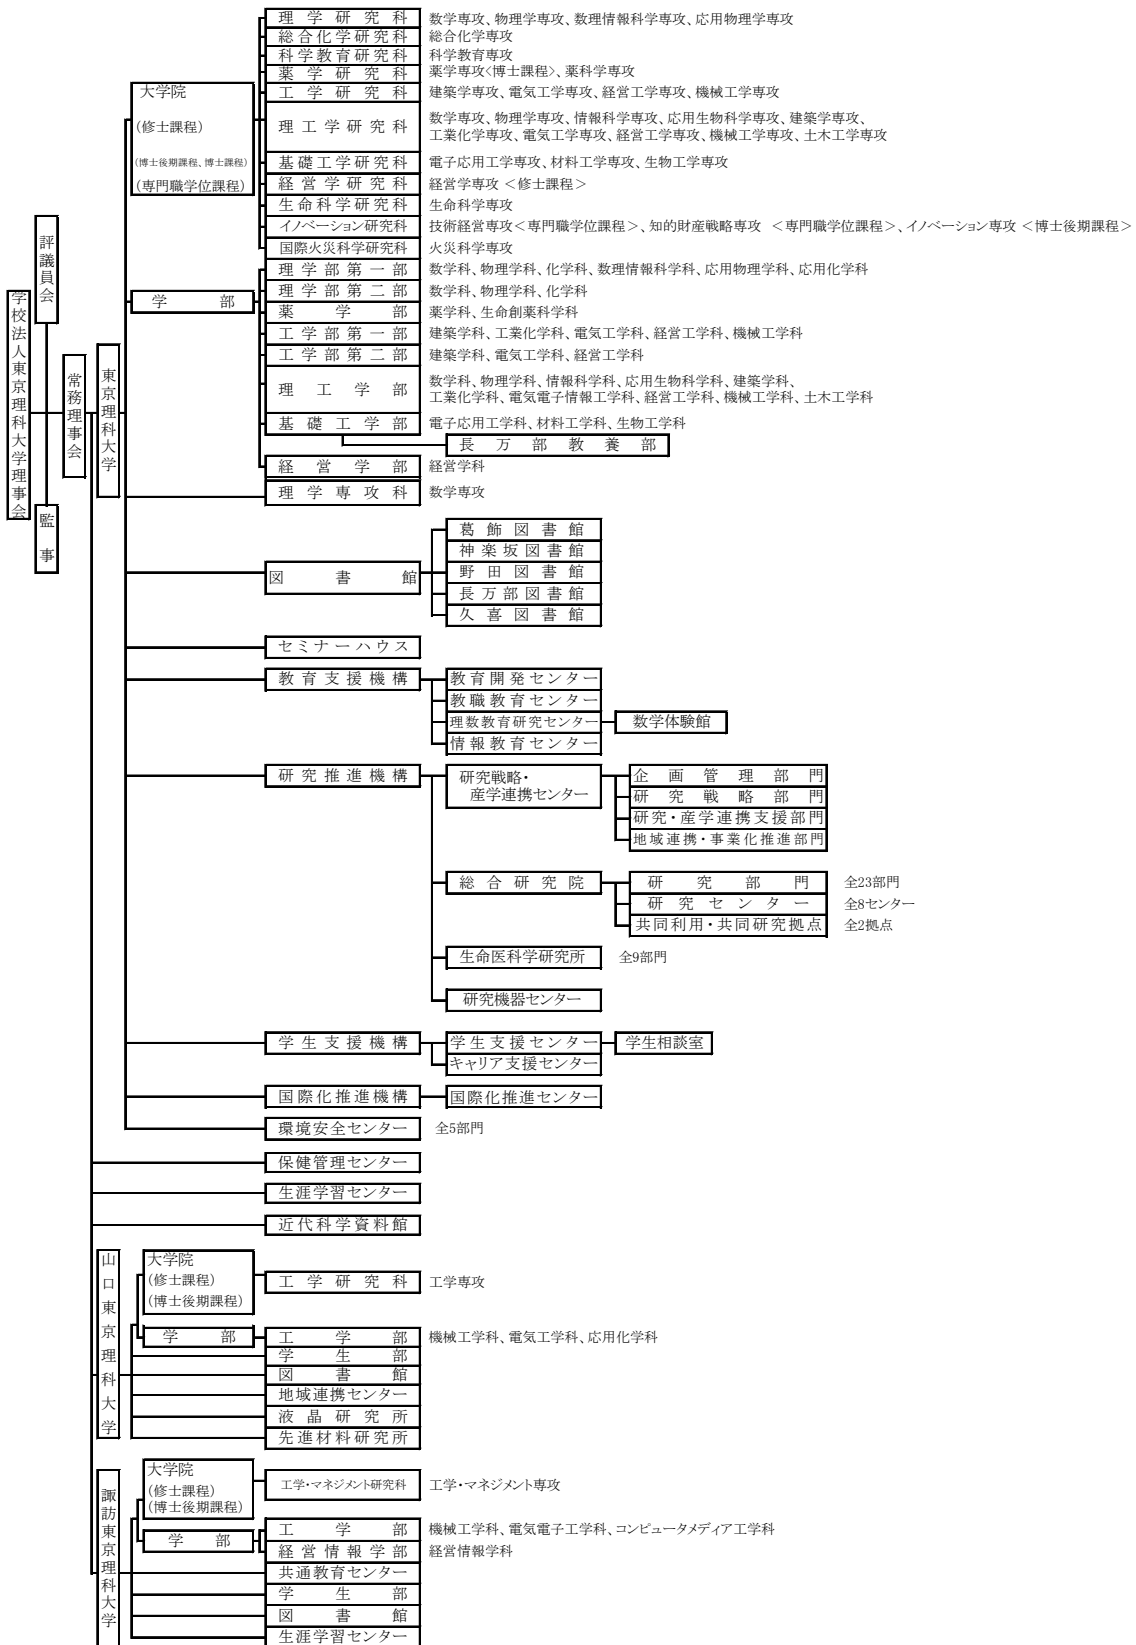 学校法人東京理科大学理事会
評議員会
監事
常務理事会
東京理科大学
大学院
(修士課程)
(博士後期課程、博士課程)
(専門職学位課程)
理学研究科 数学専攻、物理学専攻、数理情報科学専攻、応用物理学専攻
総合化学研究科 総合化学専攻
科学教育研究科 科学教育専攻
薬学研究科 薬学専攻<博士課程>、薬科学専攻
工学研究科 建築学専攻、電気工学専攻、経営工学専攻、機械工学専攻
理工学研究科 数学専攻、物理学専攻、情報科学専攻、応用生物科学専攻、建築学専攻、
工業化学専攻、電気工学専攻、経営工学専攻、機械工学専攻、土木工学専攻
基礎工学研究科 電子応用工学専攻、材料工学専攻、生物工学専攻
経営学研究科 経営学専攻 <修士課程>
生命科学研究科 生命科学専攻
イノベーション研究科 技術経営専攻<専門職学位課程>、知的財産戦略専攻 <専門職学位課程>、イノベーション専攻 <博士後期課程>
国際火災科学研究科 火災科学専攻
学部
理学部第一部 数学科、物理学科、化学科、数理情報科学科、応用物理学科、応用化学科
理学部第二部 数学科、物理学科、化学科
薬学部 薬学科、生命創薬科学科
工学部第一部 建築学科、工業化学科、電気工学科、経営工学科、機械工学科
工学部第二部 建築学科、電気工学科、経営工学科
理工学部 数学科、物理学科、情報科学科、応用生物科学科、建築学科、
工業化学科、電気電子情報工学科、経営工学科、機械工学科、土木工学科
基礎工学部 電子応用工学科、材料工学科、生物工学科
長万部教養部
経営学部 経営学科
理学専攻科 数学専攻
図書館
葛飾図書館
神楽坂図書館
野田図書館
長万部図書館
久喜図書館
セミナーハウス
教育支援機構
教育開発センター
教職教育センター
理数教育研究センター 数学体験館
情報教育センター
研究推進機構
研究戦略・
産学連携センター
企画管理部門
研究戦略部門
研究・産学連携支援部門
地域連携・事業化推進部門
総合研究院
研究部門 全23部門
研究センター 全8センター
共同利用・共同研究拠点 全2拠点
生命医科学研究所 全9部門
研究機器センター
学生支援機構
学生支援センター 学生相談室
キャリア支援センター
国際化推進機構 国際化推進センター
環境安全センター 全5部門
保健管理センター
生涯学習センター
近代科学資料館
山口東京理科大学
大学院
(修士課程)
(博士後期課程)
工学研究科 工学専攻
学部
工学部 機械工学科、電気工学科、応用化学科
学生部
図書館
地域連携センター
液晶研究所
先進材料研究所
諏訪東京理科大学
大学院
(修士課程)
(博士後期課程)
工学・マネジメント研究科 工学・マネジメント専攻
学部
工学部 機械工学科、電気電子工学科、コンピュータメディア工学科
経営情報学部 経営情報学科
共通教育センター
学生部
図書館
生涯学習センター